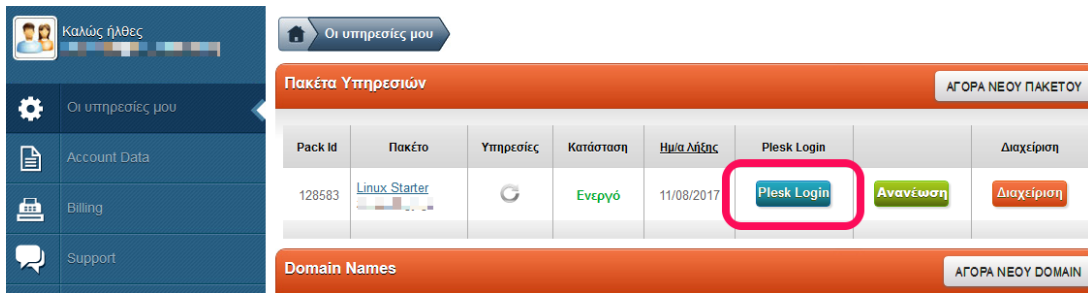 Καλώς ήλθες
Οι υπηρεσίες μου
Account Data
Billing
Support
Οι υπηρεσίες μου
Πακέτα Υπηρεσιών
ΑΓΟΡΑ ΝΕΟΥ ΠΑΚΕΤΟΥ
Pack Id Πακέτο Υπηρεσίες Κατάσταση Ημ/α Λήξης Plesk Login Διαχείριση
128583 Linux Starter Ενεργό 11/08/2017 Plesk Login Ανανέωση Διαχείριση
Domain Names
ΑΓΟΡΑ ΝΕΟΥ DOMAIN